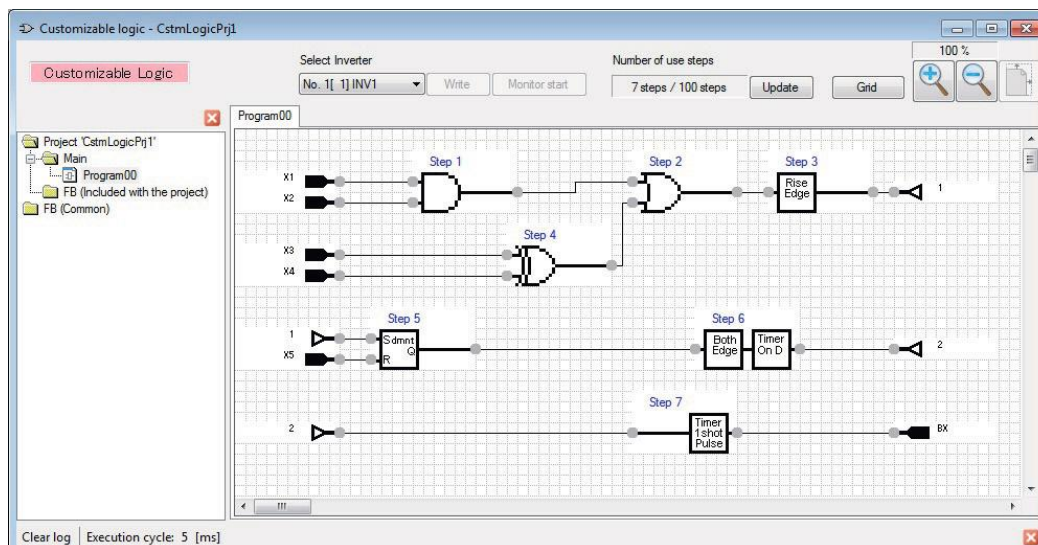 Customizable logic - CstmLogicPrj1
100 %
Customizable Logic
Select Inverter
No. 1[ 1] INV1
Write
Monitor start
Number of use steps
7 steps / 100 steps
Update
Grid
Program00
Project 'CstmLogicPrj1'
Main
Program00
FB (Included with the project)
FB (Common)
Step 1
Step 2
Step 3
X1
X2
Rise
Edge
1
Step 4
X3
X4
Step 5
Step 6
1
X5
S dmnt
Q
R
Both
Edge
Timer
On D
2
Step 7
2
Timer
1shot
Pulse
BX
Clear log
Execution cycle: 5 [ms]